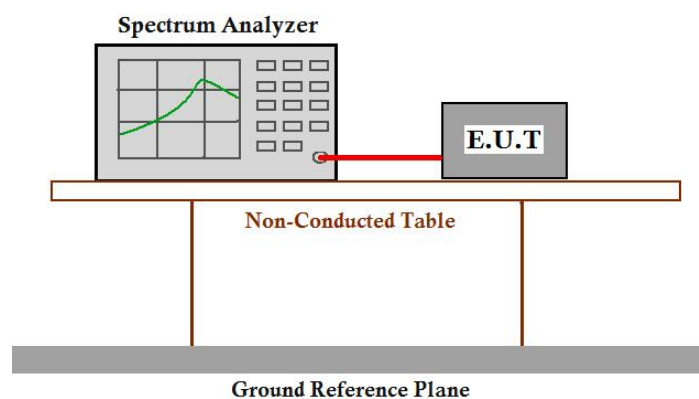 Spectrum Analyzer
E.U.T
Non-Conducted Table
Ground Reference Plane